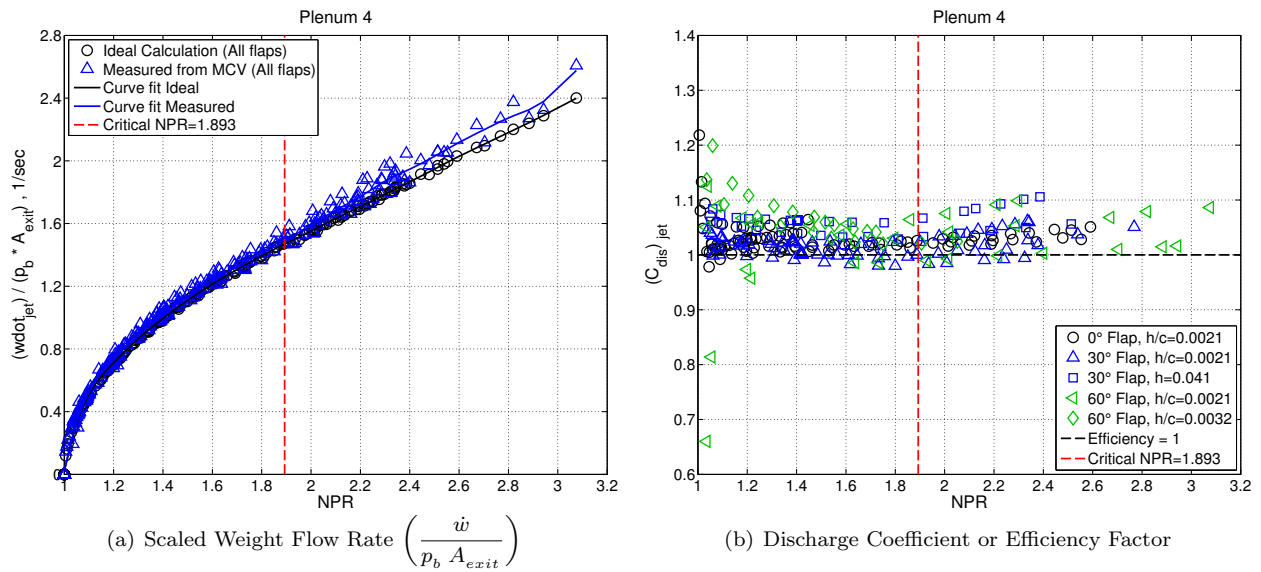 Plenum 4
2.8
2.4
2
1.6
1.2
0.8
0.4
0
1
1.2
1.4
1.6
1.8
2
2.2
2.4
2.6
2.8
3
3.2
NPR
(wdot_jet) / (p_b * A_exit) , 1/sec
Ideal Calculation (All flaps)
Measured from MCV (All flaps)
Curve fit Ideal
Curve fit Measured
Critical NPR=1.893
(a) Scaled Weight Flow Rate (ẇ / p_b A_exit)
Plenum 4
1.4
1.3
1.2
1.1
1
0.9
0.8
0.7
0.6
1
1.2
1.4
1.6
1.8
2
2.2
2.4
2.6
2.8
3
3.2
NPR
(C_dis)_jet
0° Flap, h/c=0.0021
30° Flap, h/c=0.0021
30° Flap, h=0.041
60° Flap, h/c=0.0021
60° Flap, h/c=0.0032
Efficiency = 1
Critical NPR=1.893
(b) Discharge Coefficient or Efficiency Factor